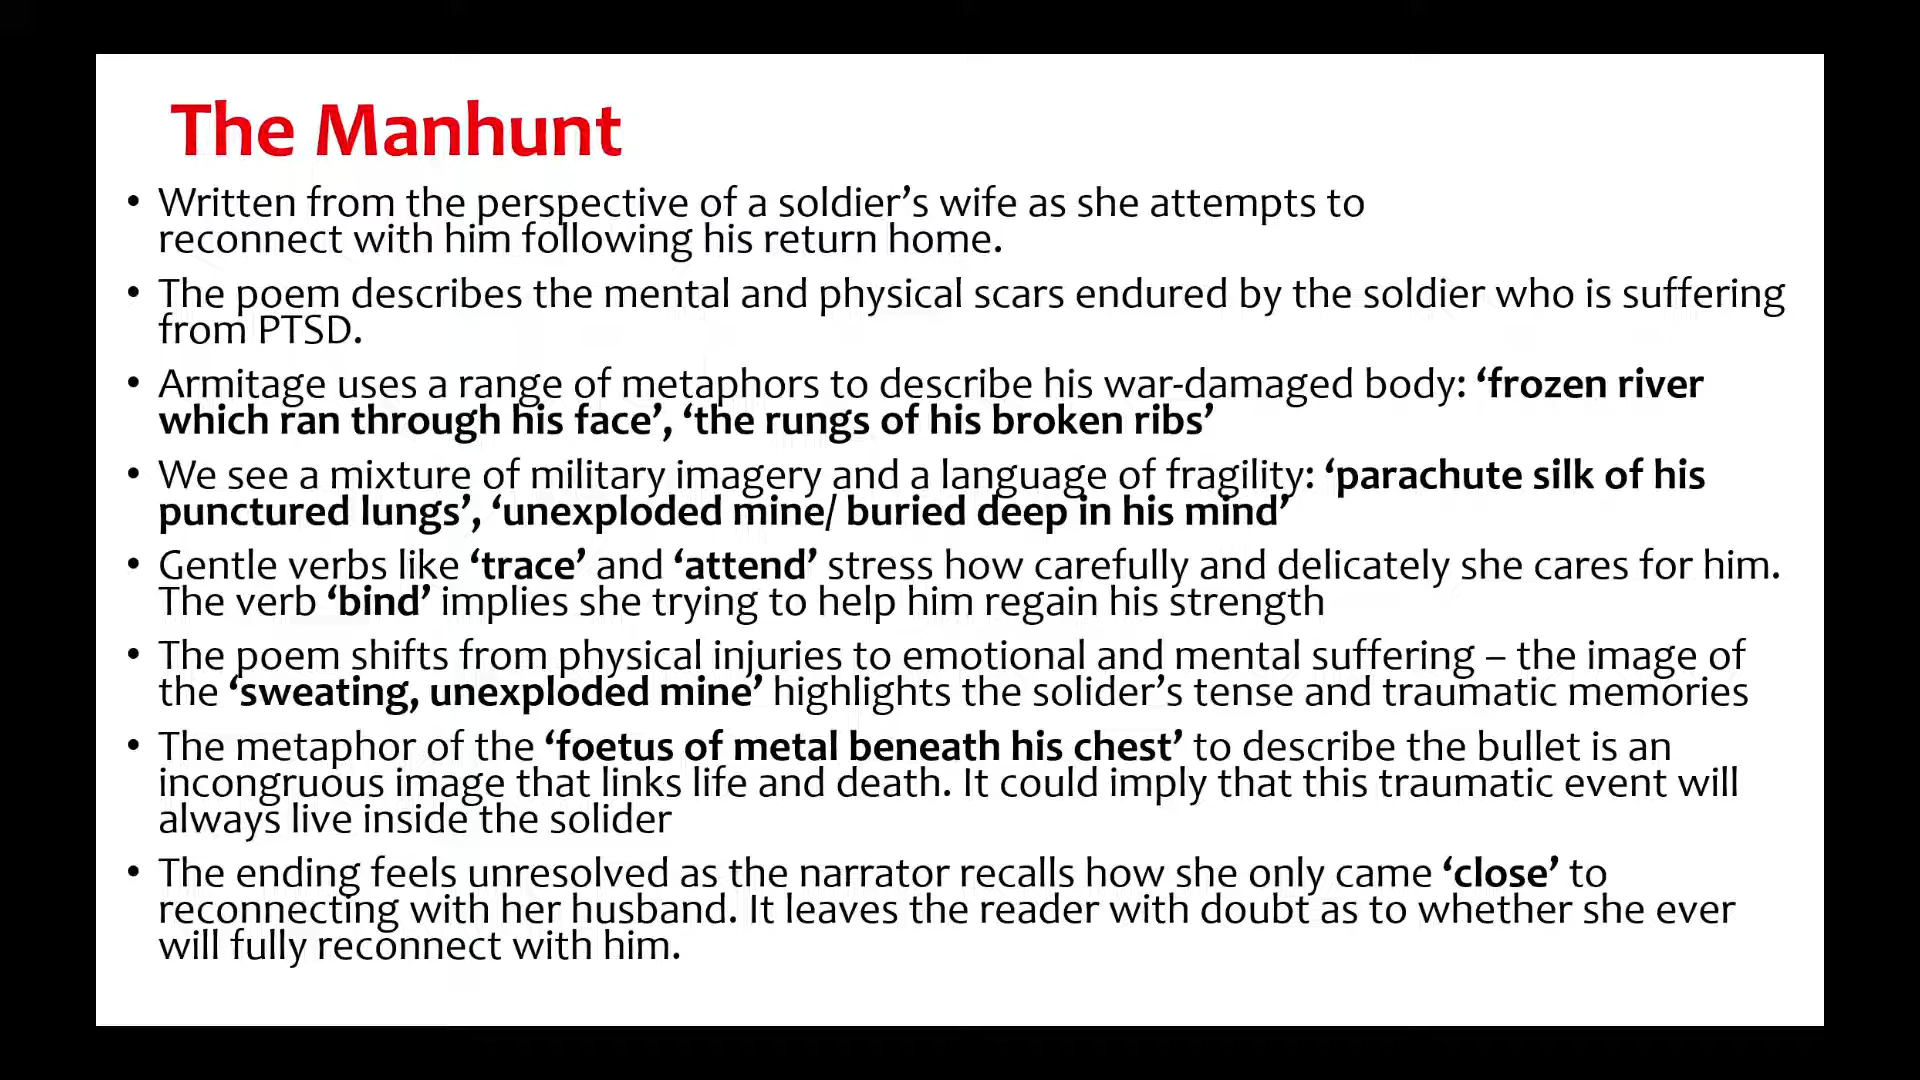 The Manhunt
• Written from the perspective of a soldier’s wife as she attempts to
reconnect with him following his return home.
• The poem describes the mental and physical scars endured by the soldier who is suffering
from PTSD.
• Armitage uses a range of metaphors to describe his war-damaged body: ‘frozen river
which ran through his face’, ‘the rungs of his broken ribs’
• We see a mixture of military imagery and a language of fragility: ‘parachute silk of his
punctured lungs’, ‘unexploded mine/ buried deep in his mind’
• Gentle verbs like ‘trace’ and ‘attend’ stress how carefully and delicately she cares for him.
The verb ‘bind’ implies she trying to help him regain his strength
• The poem shifts from physical injuries to emotional and mental suffering – the image of
the ‘sweating, unexploded mine’ highlights the solider’s tense and traumatic memories
• The metaphor of the ‘foetus of metal beneath his chest’ to describe the bullet is an
incongruous image that links life and death. It could imply that this traumatic event will
always live inside the solider
• The ending feels unresolved as the narrator recalls how she only came ‘close’ to
reconnecting with her husband. It leaves the reader with doubt as to whether she ever
will fully reconnect with him.